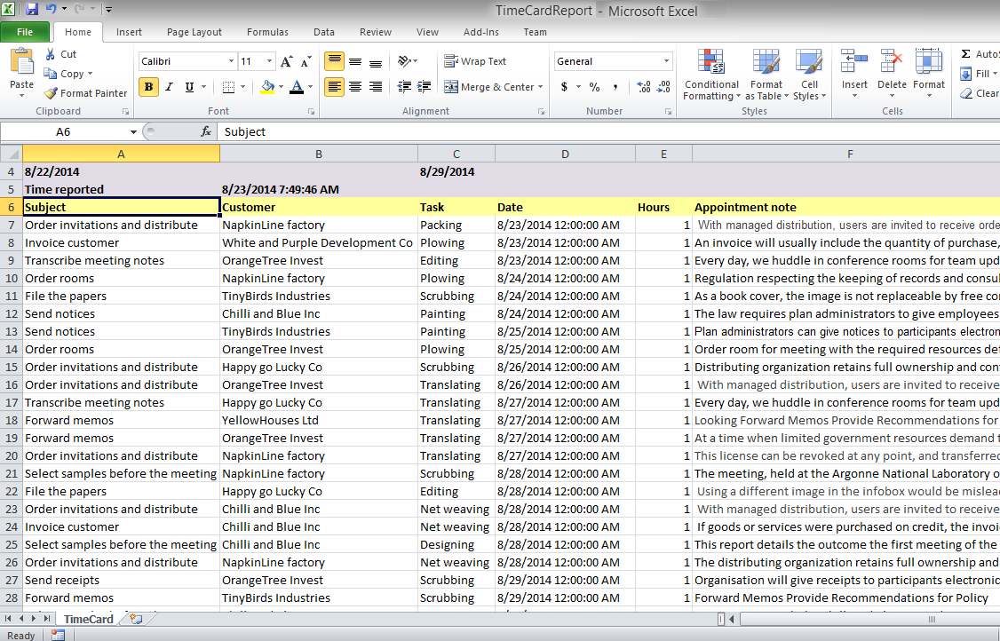 TimeCardReport - Microsoft Excel
File Home Insert Page Layout Formulas Data Review View Add-Ins Team
Paste Cut Calibri 11 Wrap Text General Conditional Formatting Format as Table Cell Styles Insert Delete Format Σ Auto
Copy Fill
Format Painter B I U Merge & Center $ % , Clear
Clipboard Font Alignment Number Styles Cells
A6 fx Subject
A B C D E F
4 8/22/2014 8/29/2014
5 Time reported 8/23/2014 7:49:46 AM
6 Subject Customer Task Date Hours Appointment note
7 Order invitations and distribute NapkinLine factory Packing 8/23/2014 12:00:00 AM 1 With managed distribution, users are invited to receive orde
8 Invoice customer White and Purple Development Co Plowing 8/23/2014 12:00:00 AM 1 An invoice will usually include the quantity of purchase,
9 Transcribe meeting notes OrangeTree Invest Editing 8/23/2014 12:00:00 AM 1 Every day, we huddle in conference rooms for team upd
10 Order rooms NapkinLine factory Plowing 8/24/2014 12:00:00 AM 1 Regulation respecting the keeping of records and consul
11 File the papers TinyBirds Industries Scrubbing 8/24/2014 12:00:00 AM 1 As a book cover, the image is not replaceable by free con
12 Send notices Chilli and Blue Inc Painting 8/24/2014 12:00:00 AM 1 The law requires plan administrators to give employees
13 Send notices TinyBirds Industries Painting 8/25/2014 12:00:00 AM 1 Plan administrators can give notices to participants electron
14 Order rooms OrangeTree Invest Plowing 8/25/2014 12:00:00 AM 1 Order room for meeting with the required resources det
15 Order invitations and distribute Happy go Lucky Co Scrubbing 8/26/2014 12:00:00 AM 1 Distributing organization retains full ownership and con
16 Order invitations and distribute OrangeTree Invest Translating 8/26/2014 12:00:00 AM 1 With managed distribution, users are invited to receive
17 Transcribe meeting notes Happy go Lucky Co Translating 8/27/2014 12:00:00 AM 1 Every day, we huddle in conference rooms for team upd
18 Forward memos YellowHouses Ltd Translating 8/27/2014 12:00:00 AM 1 Looking Forward Memos Provide Recommendations for
19 Forward memos OrangeTree Invest Translating 8/27/2014 12:00:00 AM 1 At a time when limited government resources demand t
20 Order invitations and distribute NapkinLine factory Translating 8/27/2014 12:00:00 AM 1 This license can be revoked at any point, and transferred
21 Select samples before the meeting NapkinLine factory Scrubbing 8/28/2014 12:00:00 AM 1 The meeting, held at the Argonne National Laboratory o
22 File the papers Happy go Lucky Co Editing 8/28/2014 12:00:00 AM 1 Using a different image in the infobox would be mislea
23 Order invitations and distribute Chilli and Blue Inc Net weaving 8/28/2014 12:00:00 AM 1 With managed distribution, users are invited to receive
24 Invoice customer Chilli and Blue Inc Net weaving 8/28/2014 12:00:00 AM 1 If goods or services were purchased on credit, the invoi
25 Select samples before the meeting Chilli and Blue Inc Designing 8/28/2014 12:00:00 AM 1 This report details the outcome the first meeting of the
26 Order invitations and distribute NapkinLine factory Net weaving 8/28/2014 12:00:00 AM 1 The distributing organization retains full ownership and
27 Send receipts OrangeTree Invest Scrubbing 8/29/2014 12:00:00 AM 1 Organisation will give receipts to participants electronic
28 Forward memos TinyBirds Industries Scrubbing 8/29/2014 12:00:00 AM 1 Forward Memos Provide Recommendations for Policy
TimeCard
Ready